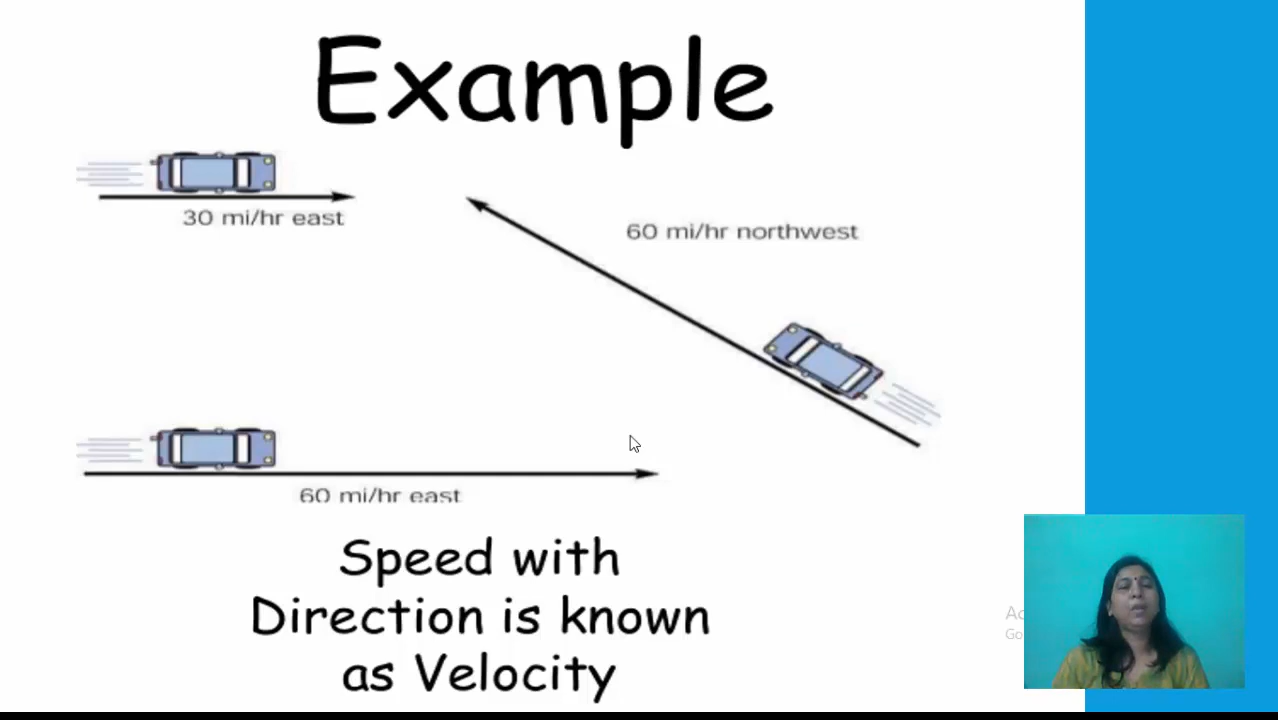 Example
30 mi/hr east
60 mi/hr northwest
60 mi/hr east
Speed with
Direction is known
as Velocity